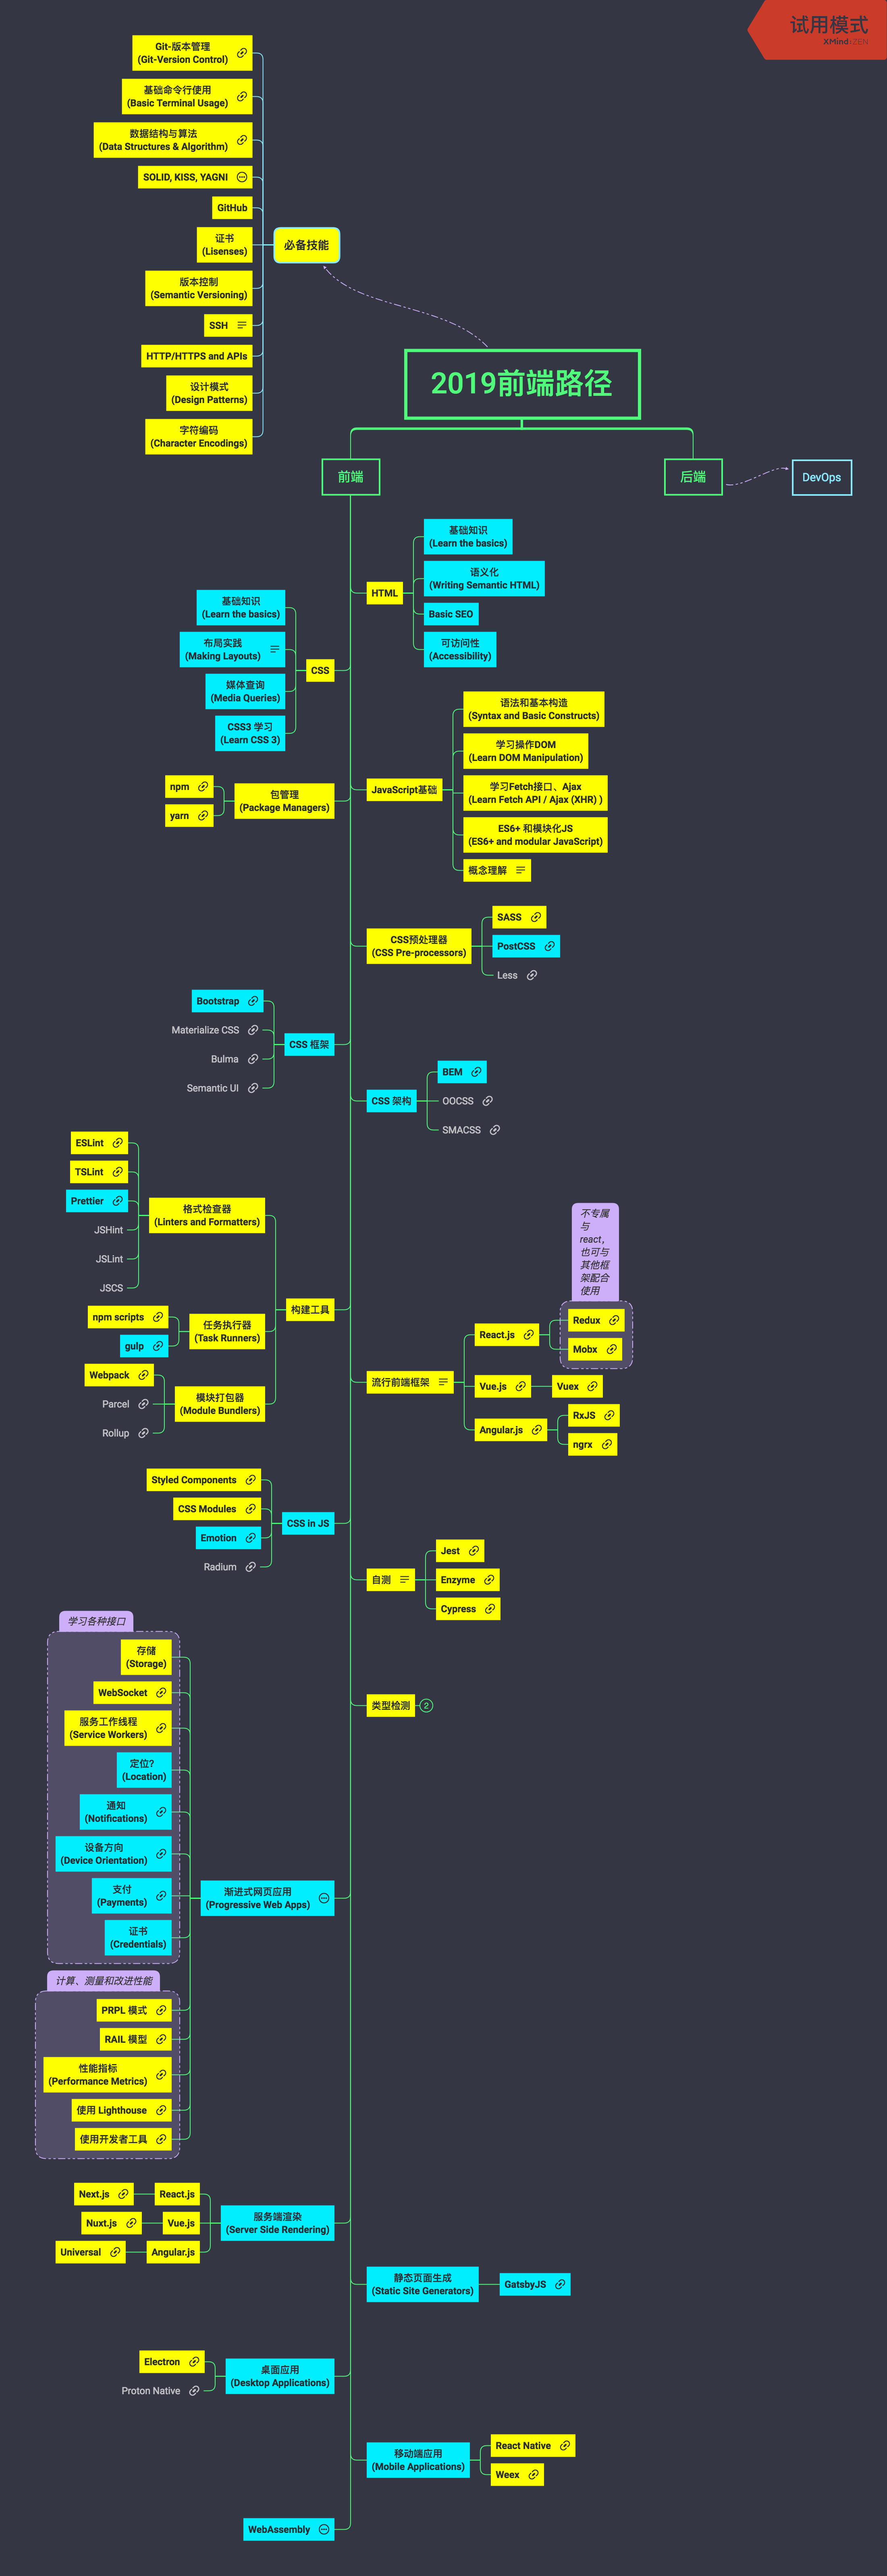 试用模式
XMind:ZEN
Git-版本管理
(Git-Version Control)
基础命令行使用
(Basic Terminal Usage)
数据结构与算法
(Data Structures & Algorithm)
SOLID, KISS, YAGNI
GitHub
证书
(Lisenses)
版本控制
(Semantic Versioning)
SSH
HTTP/HTTPS and APIs
设计模式
(Design Patterns)
字符编码
(Character Encodings)
必备技能
2019前端路径
前端
后端
DevOps
HTML
基础知识
(Learn the basics)
语义化
(Writing Semantic HTML)
Basic SEO
可访问性
(Accessibility)
基础知识
(Learn the basics)
布局实践
(Making Layouts)
媒体查询
(Media Queries)
CSS3 学习
(Learn CSS 3)
CSS
JavaScript基础
语法和基本构造
(Syntax and Basic Constructs)
学习操作DOM
(Learn DOM Manipulation)
学习Fetch接口、Ajax
(Learn Fetch API / Ajax (XHR) )
ES6+ 和模块化JS
(ES6+ and modular JavaScript)
概念理解
npm
yarn
包管理
(Package Managers)
CSS预处理器
(CSS Pre-processors)
SASS
PostCSS
Less
Bootstrap
Materialize CSS
Bulma
Semantic UI
CSS 框架
CSS 架构
BEM
OOCSS
SMACSS
ESLint
TSLint
Prettier
JSHint
JSLint
JSCS
格式检查器
(Linters and Formatters)
npm scripts
gulp
任务执行器
(Task Runners)
Webpack
Parcel
Rollup
模块打包器
(Module Bundlers)
构建工具
流行前端框架
React.js
不专属
与
react，
也可与
其他框
架配合
使用
Redux
Mobx
Vue.js
Vuex
Angular.js
RxJS
ngrx
Styled Components
CSS Modules
Emotion
Radium
CSS in JS
自测
Jest
Enzyme
Cypress
类型检测
2
学习各种接口
存储
(Storage)
WebSocket
服务工作线程
(Service Workers)
定位？
(Location)
通知
(Notifications)
设备方向
(Device Orientation)
支付
(Payments)
证书
(Credentials)
计算、测量和改进性能
PRPL 模式
RAIL 模型
性能指标
(Performance Metrics)
使用 Lighthouse
使用开发者工具
渐进式网页应用
(Progressive Web Apps)
Next.js
React.js
Nuxt.js
Vue.js
Universal
Angular.js
服务端渲染
(Server Side Rendering)
静态页面生成
(Static Site Generators)
GatsbyJS
Electron
Proton Native
桌面应用
(Desktop Applications)
移动端应用
(Mobile Applications)
React Native
Weex
WebAssembly